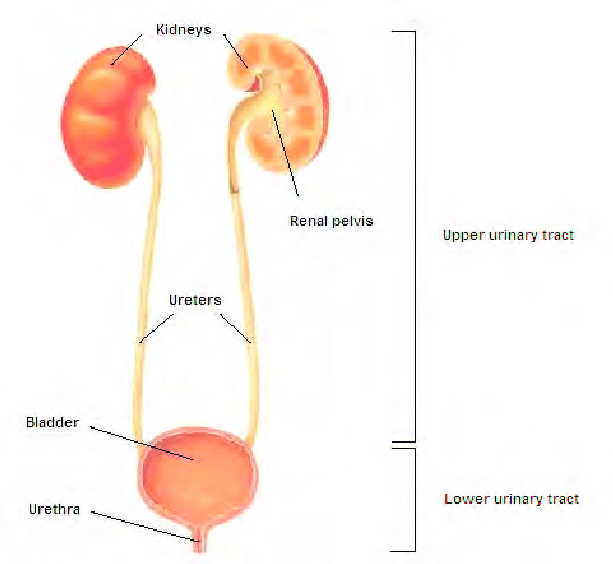 Kidneys
Renal pelvis
Upper urinary tract
Ureters
Bladder
Lower urinary tract
Urethra